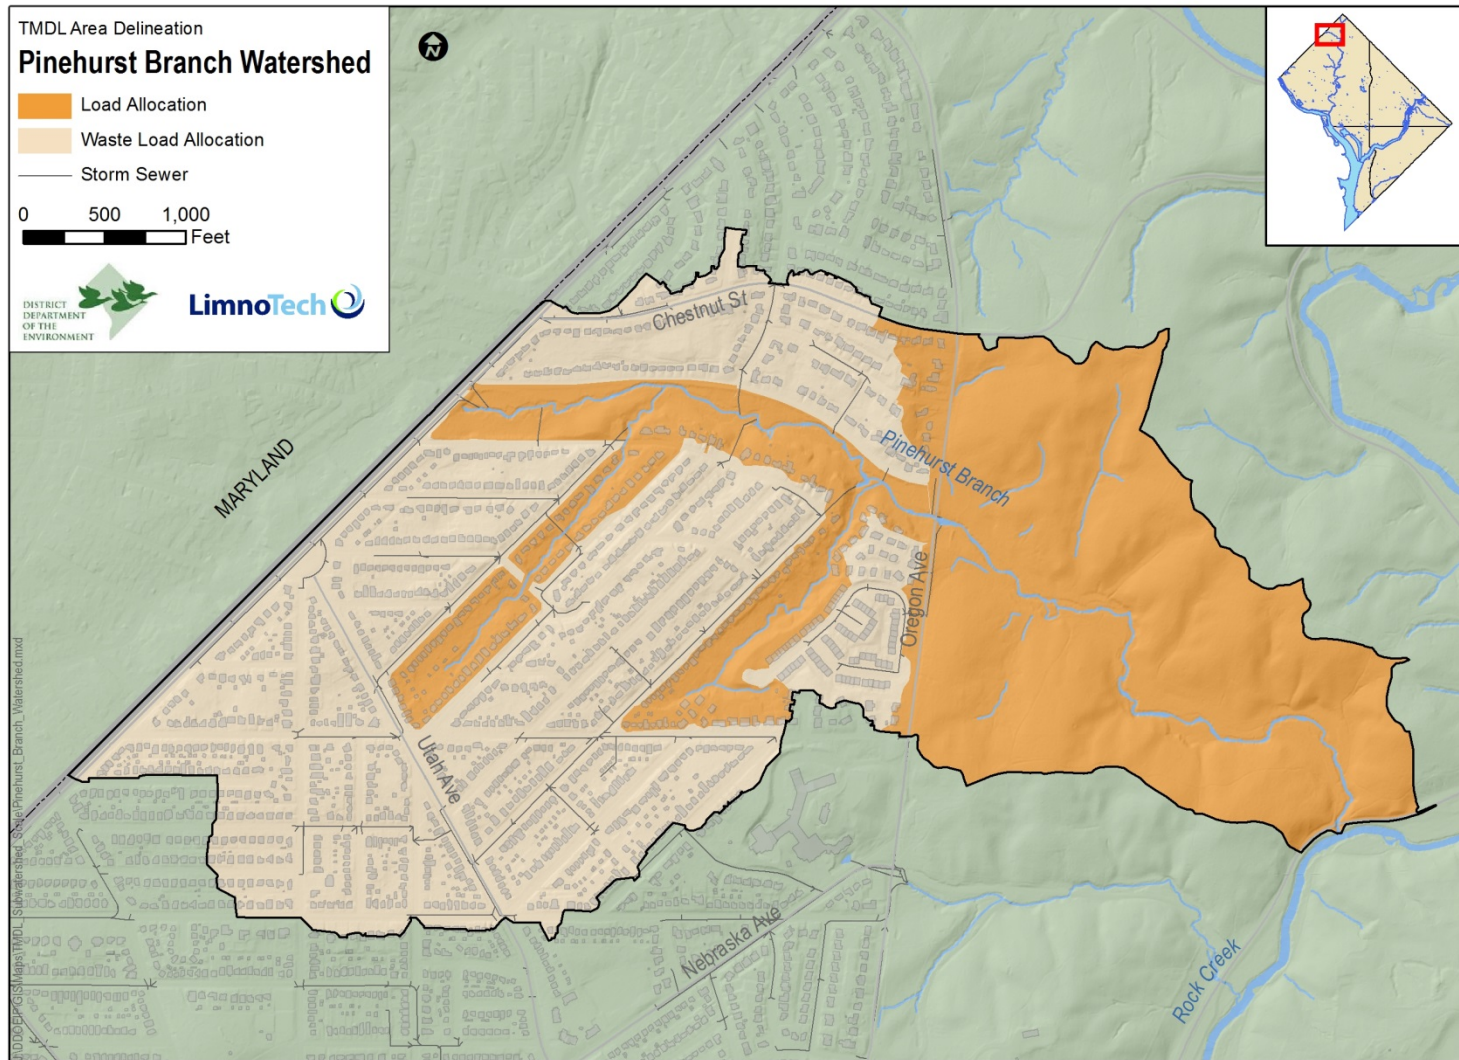 TMDL Area Delineation
Pinehurst Branch Watershed
Load Allocation
Waste Load Allocation
Storm Sewer
0 500 1,000
Feet
DISTRICT
DEPARTMENT
OF THE
ENVIRONMENT
LimnoTech
N
Chestnut St
MARYLAND
Pinehurst Branch
Oregon Ave
Utah Ave
Nebraska Ave
Rock Creek